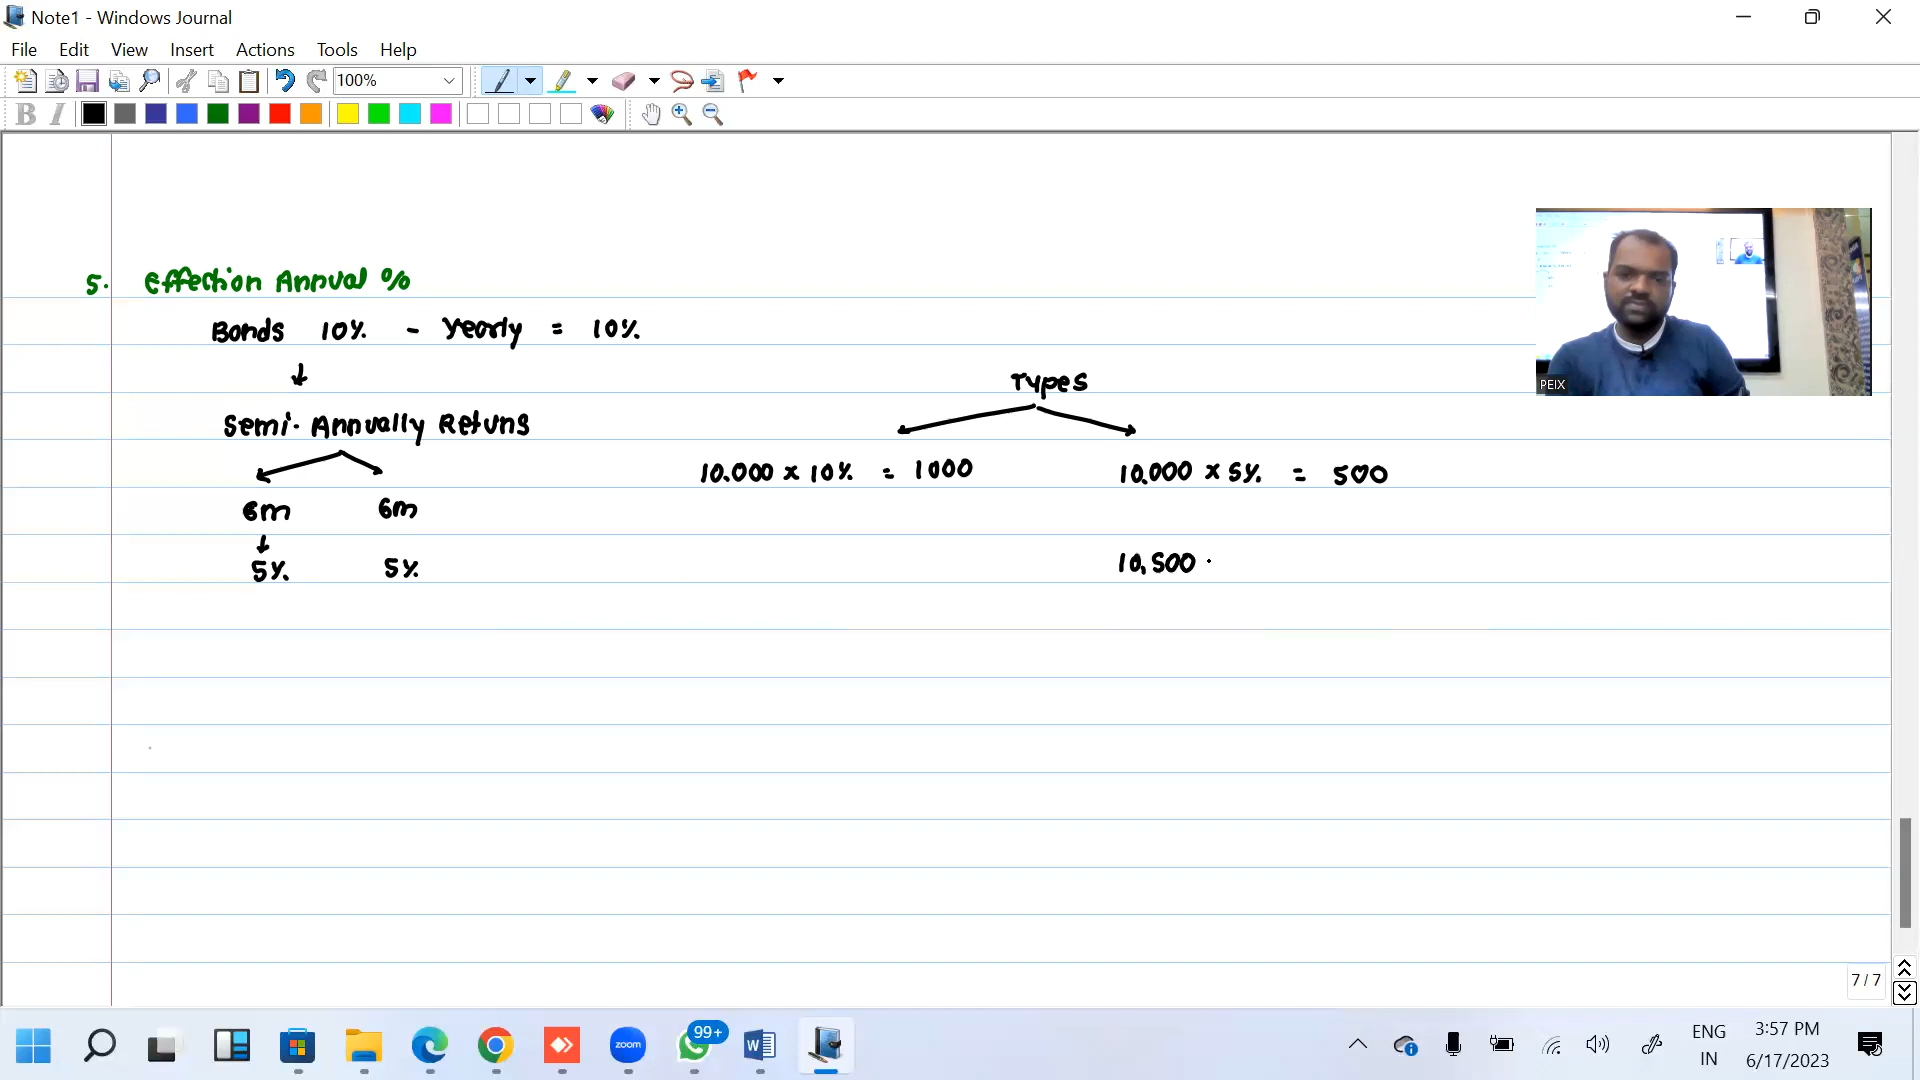 Note1 - Windows Journal
File Edit View Insert Actions Tools Help
100%
B I
5. Effection Annual %
Bonds 10% - Yearly = 10%
Types
Semi. Annually Retuns
10.000 x 10% = 1000 10.000 x 5% = 500
6m 6m
5% 5%
10,500
PEIX
7 / 7
zoom
99+
ENG
IN
3:57 PM
6/17/2023